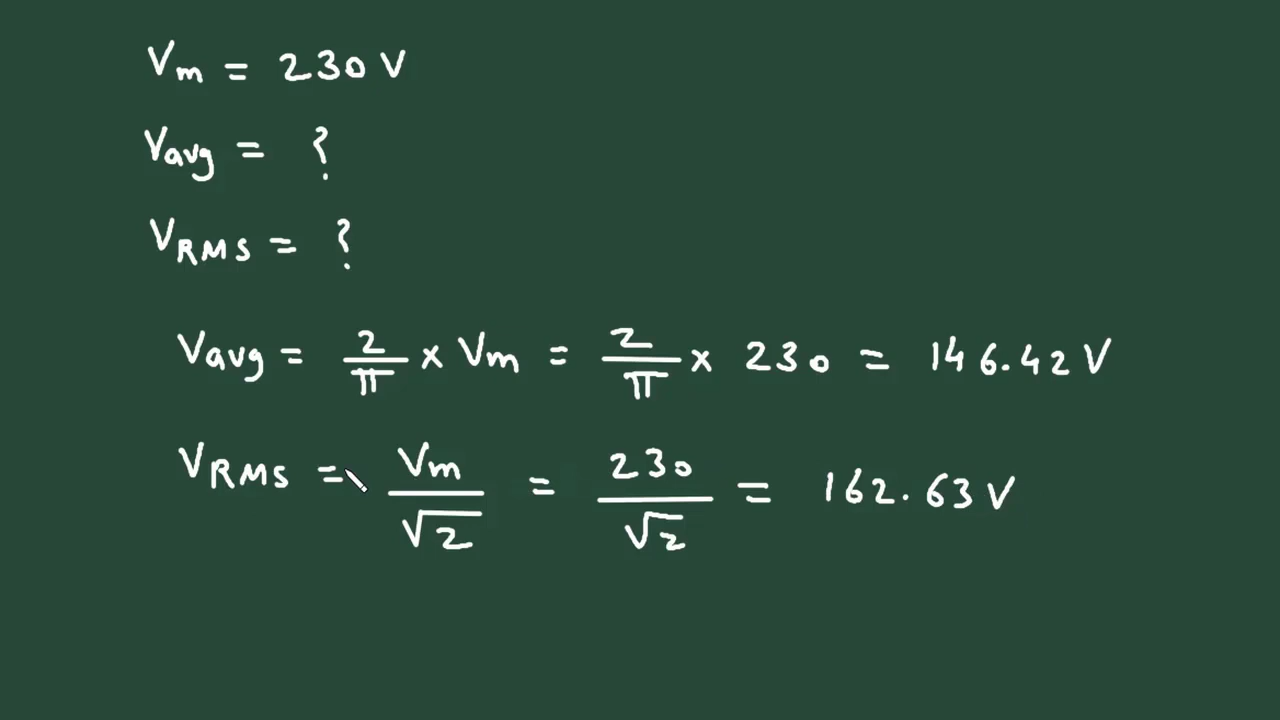 Vm = 230 V
Vavg = ?
VRMS = ?
Vavg = 2/π × Vm = 2/π × 230 = 146.42 V
VRMS = Vm/√2 = 230/√2 = 162.63 V